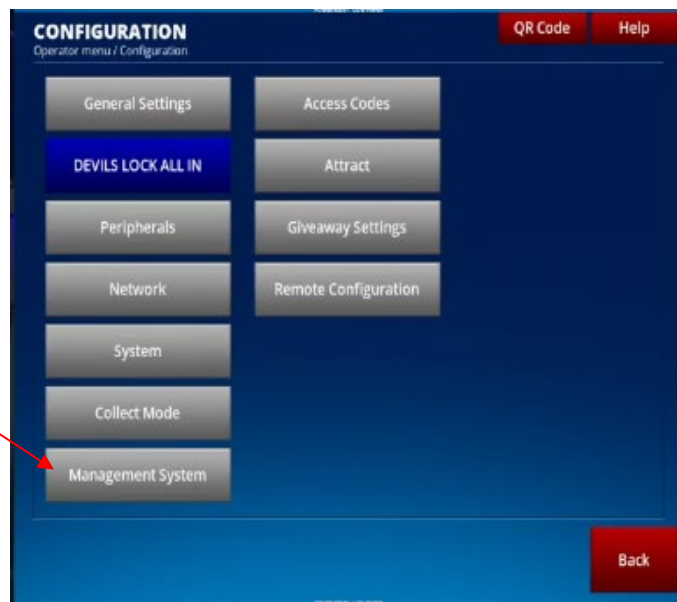 CONFIGURATION
Operator menu / Configuration
QR Code
Help
General Settings
Access Codes
DEVILS LOCK ALL IN
Attract
Peripherals
Giveaway Settings
Network
Remote Configuration
System
Collect Mode
Management System
Back